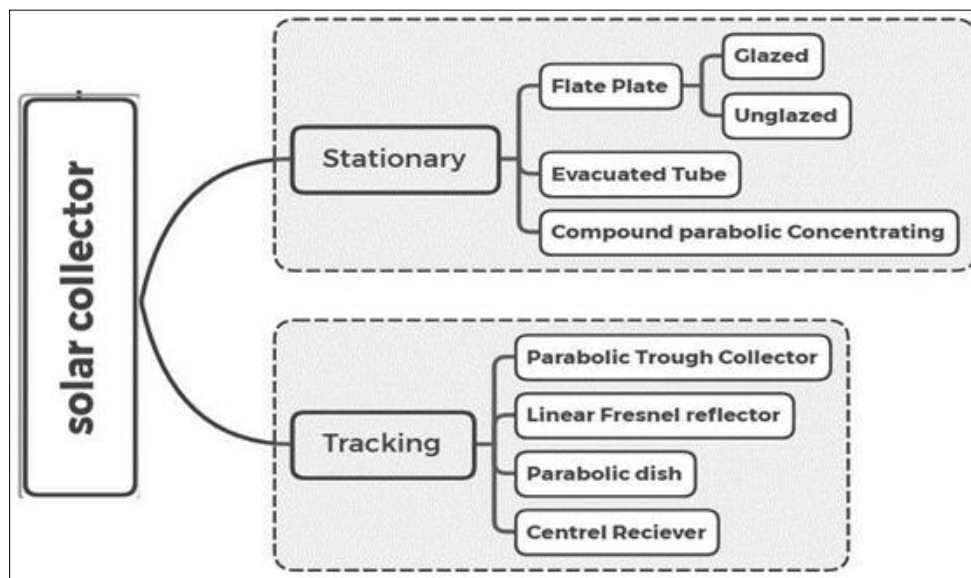 solar collector
Stationary
Flate Plate
Glazed
Unglazed
Evacuated Tube
Compound parabolic Concentrating
Tracking
Parabolic Trough Collector
Linear Fresnel reflector
Parabolic dish
Centrel Reciever